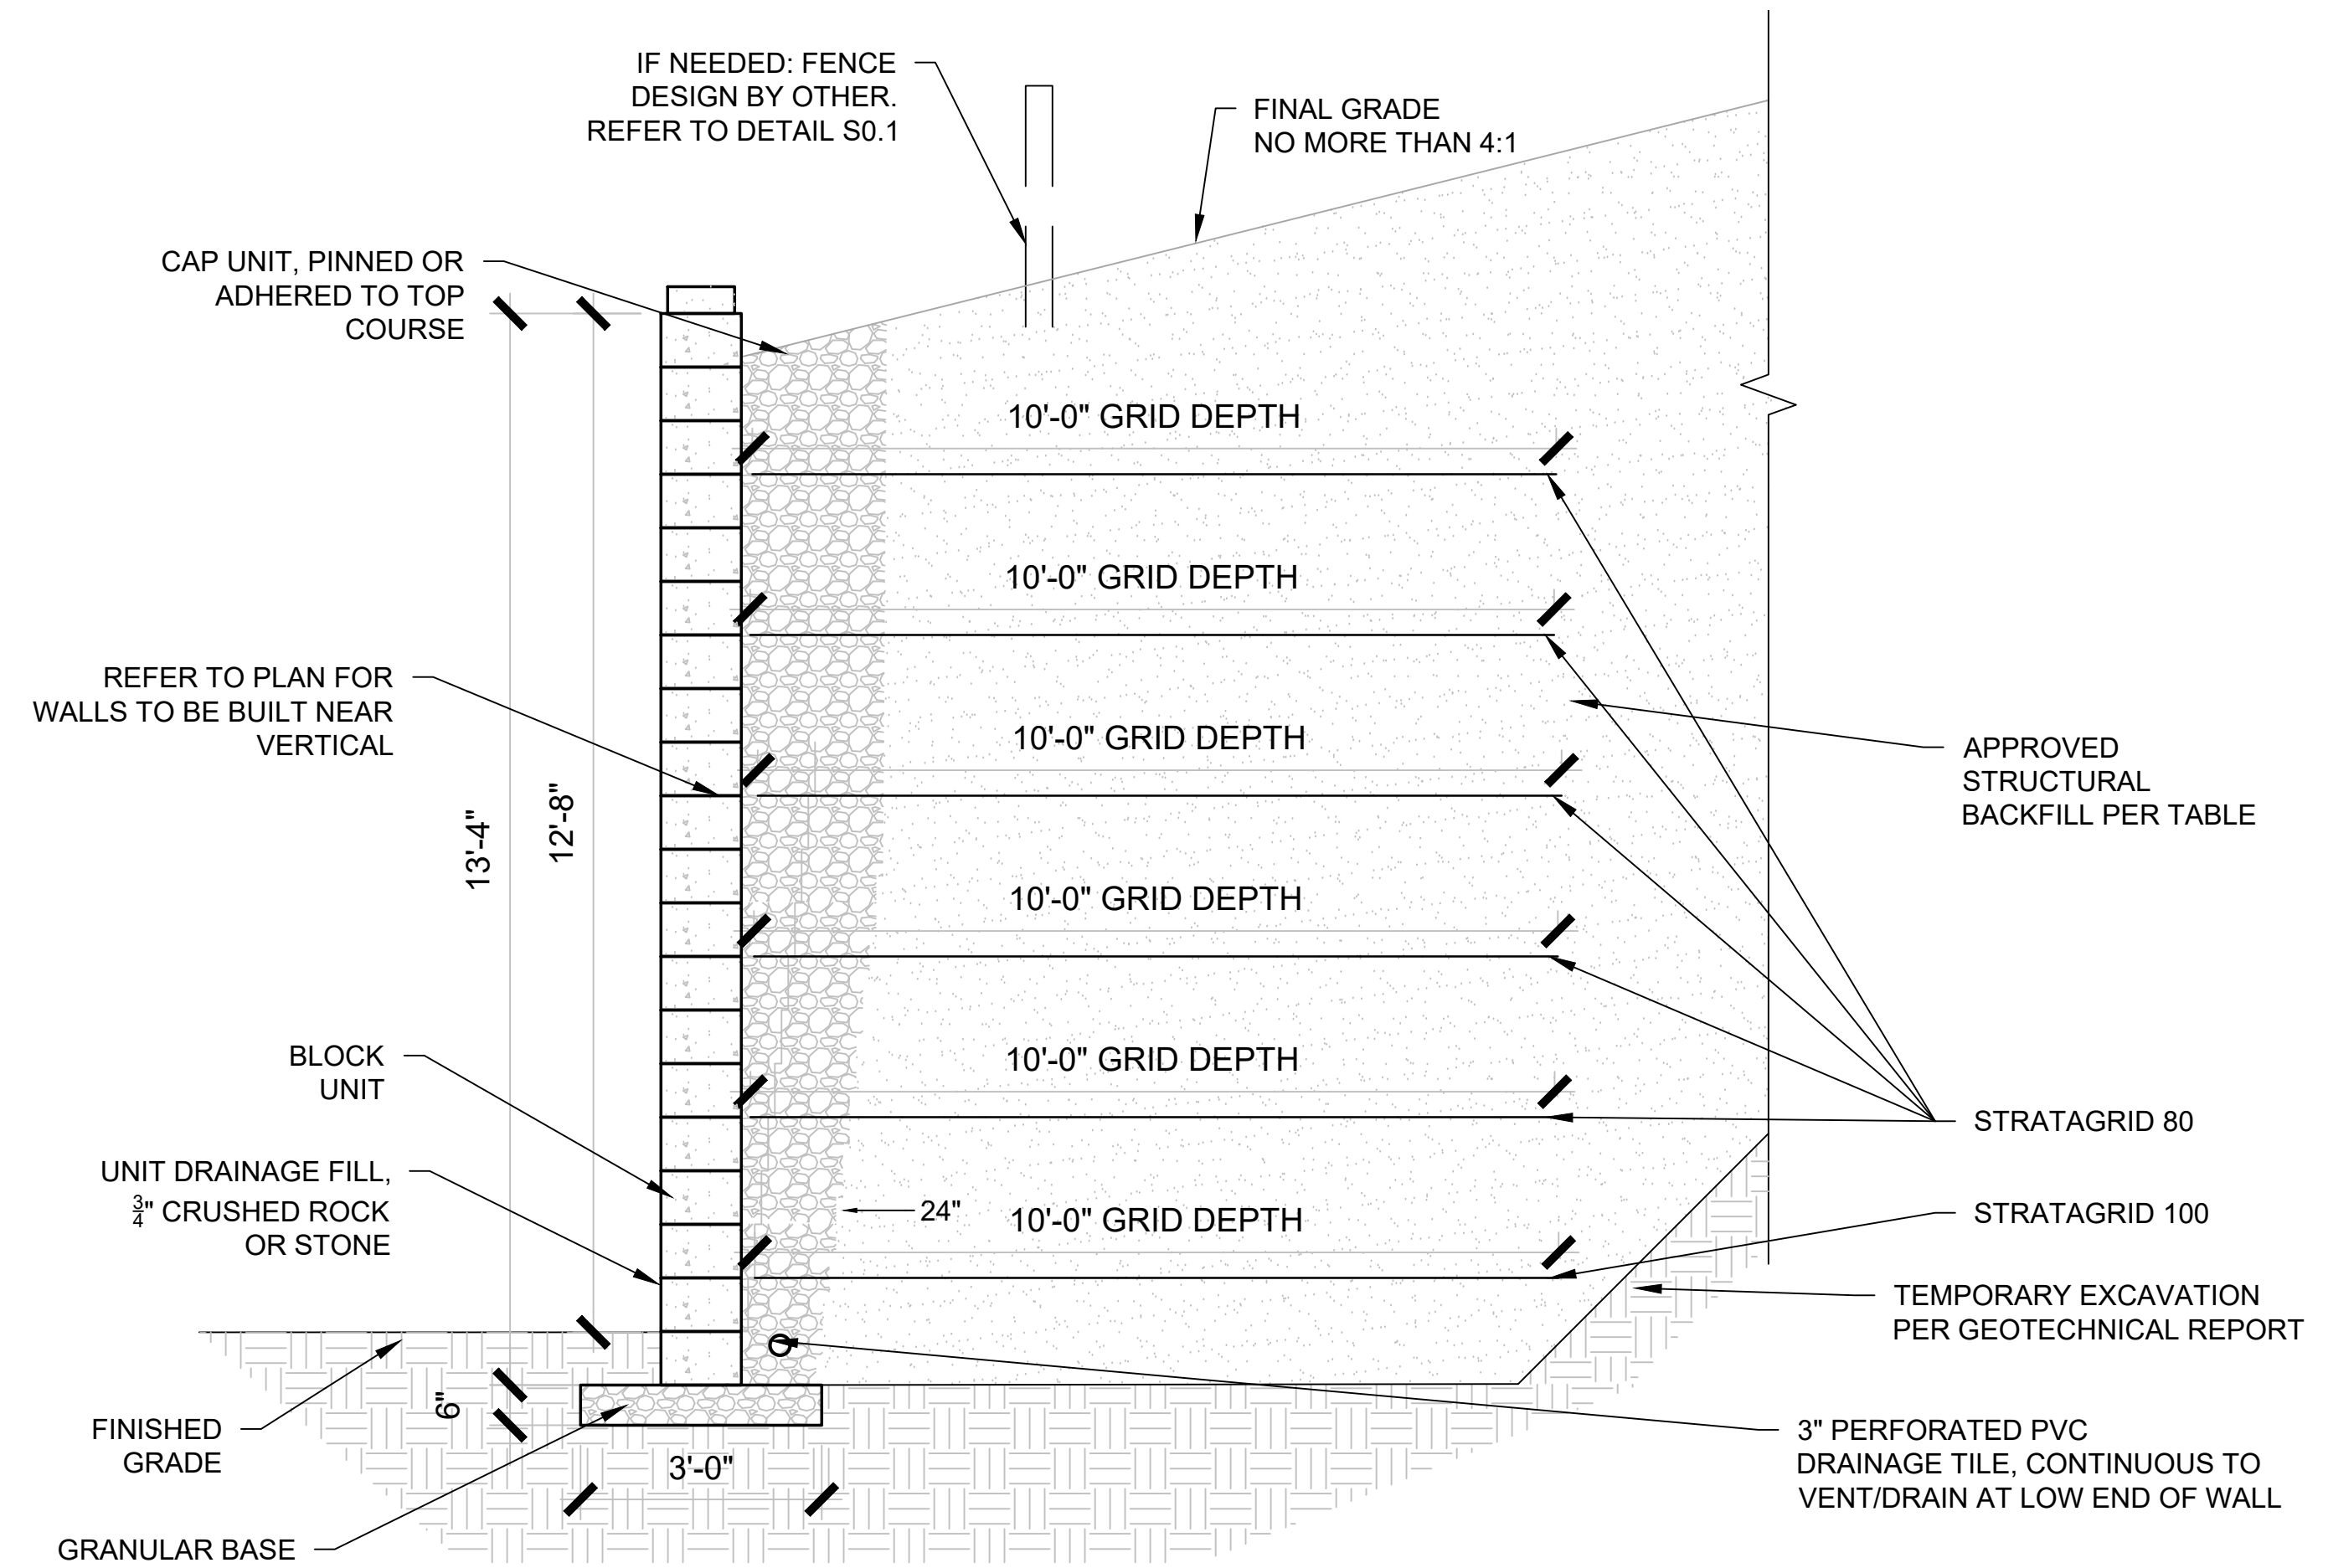 IF NEEDED: FENCE
DESIGN BY OTHER.
REFER TO DETAIL S0.1
FINAL GRADE
NO MORE THAN 4:1
CAP UNIT, PINNED OR
ADHERED TO TOP
COURSE
10'-0" GRID DEPTH
10'-0" GRID DEPTH
REFER TO PLAN FOR
WALLS TO BE BUILT NEAR
VERTICAL
10'-0" GRID DEPTH
APPROVED
STRUCTURAL
BACKFILL PER TABLE
13'-4"
12'-8"
10'-0" GRID DEPTH
BLOCK
UNIT
10'-0" GRID DEPTH
STRATAGRID 80
UNIT DRAINAGE FILL,
3/4" CRUSHED ROCK
OR STONE
24"
10'-0" GRID DEPTH
STRATAGRID 100
TEMPORARY EXCAVATION
PER GEOTECHNICAL REPORT
6"
FINISHED
GRADE
3'-0"
3" PERFORATED PVC
DRAINAGE TILE, CONTINUOUS TO
VENT/DRAIN AT LOW END OF WALL
GRANULAR BASE